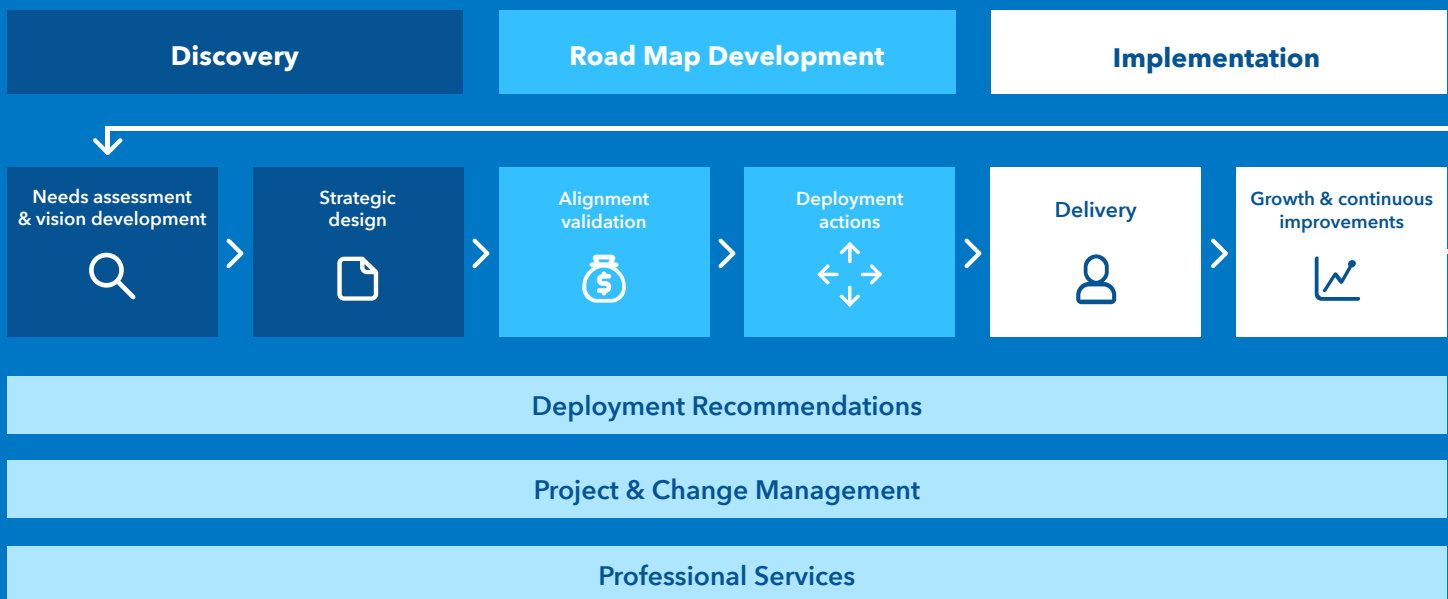 Discovery
Road Map Development
Implementation
Needs assessment
& vision development
Strategic
design
Alignment
validation
Deployment
actions
Delivery
Growth & continuous
improvements
$
Deployment Recommendations
Project & Change Management
Professional Services